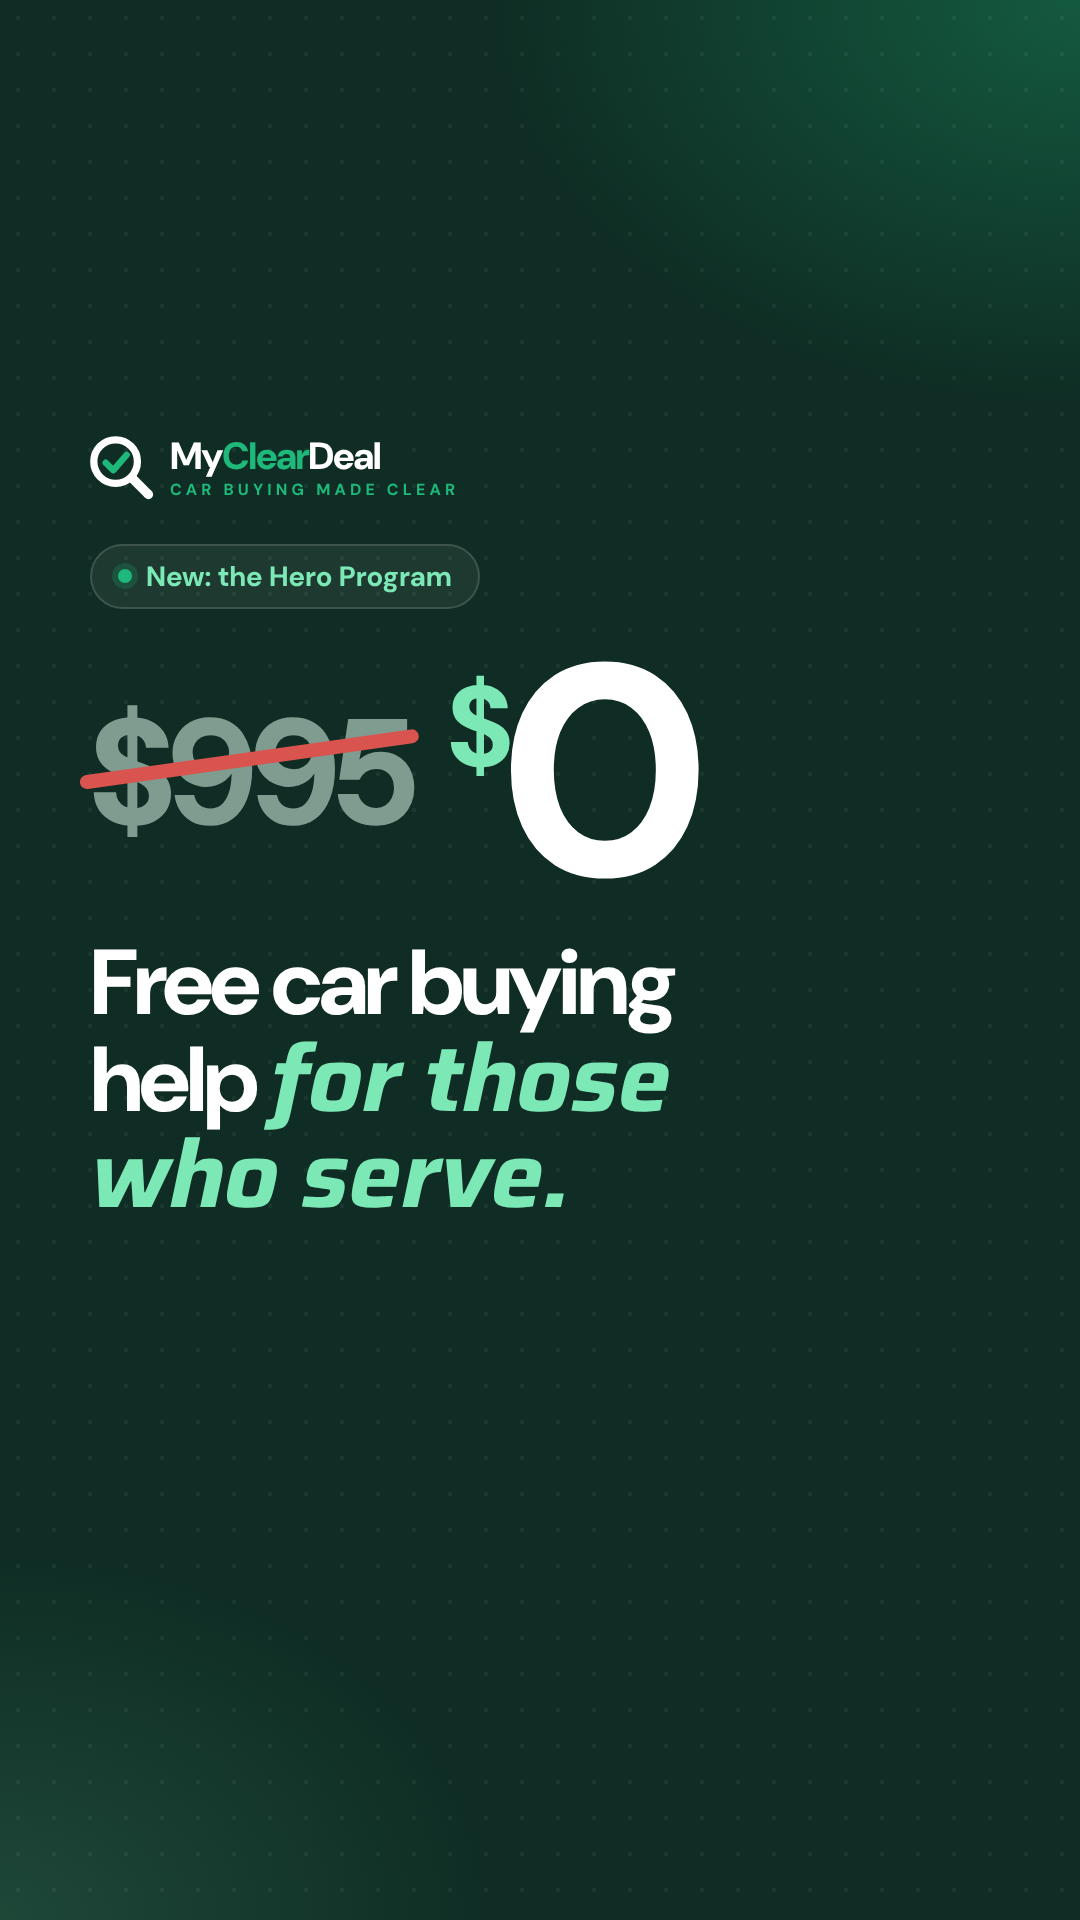 MyClearDeal
CAR BUYING MADE CLEAR
New: the Hero Program
$995 $0
Free car buying
help for those
who serve.